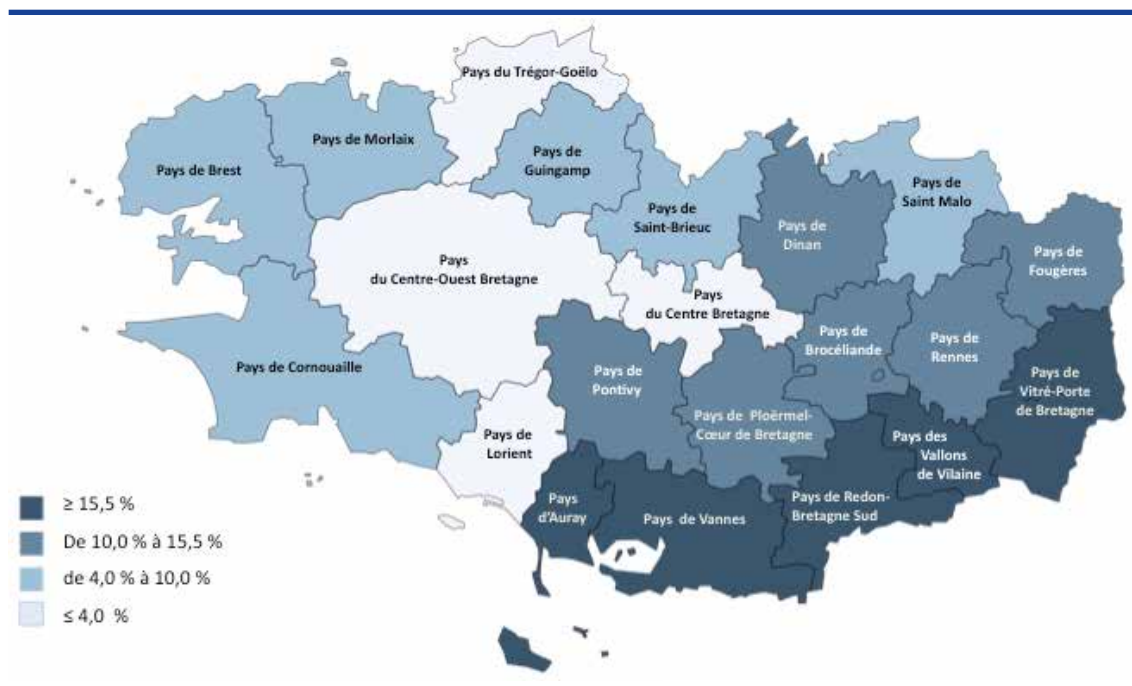 Pays du Trégor-Goëlo
Pays de Morlaix
Pays de Brest
Pays de
Guingamp
Pays de
Saint-Brieuc
Pays de
Dinan
Pays de
Saint Malo
Pays de
Fougères
Pays
du Centre-Ouest Bretagne
Pays
du Centre Bretagne
Pays de
Brocéliande
Pays de
Rennes
Pays de
Vitré-Porte
de Bretagne
Pays de Cornouaille
Pays de
Pontivy
Pays de Ploërmel-
Cœur de Bretagne
Pays de
Lorient
Pays des
Vallons
de Vilaine
Pays
d'Auray
Pays de Vannes
Pays de Redon-
Bretagne Sud
≥ 15,5 %
De 10,0 % à 15,5 %
de 4,0 % à 10,0 %
≤ 4,0 %